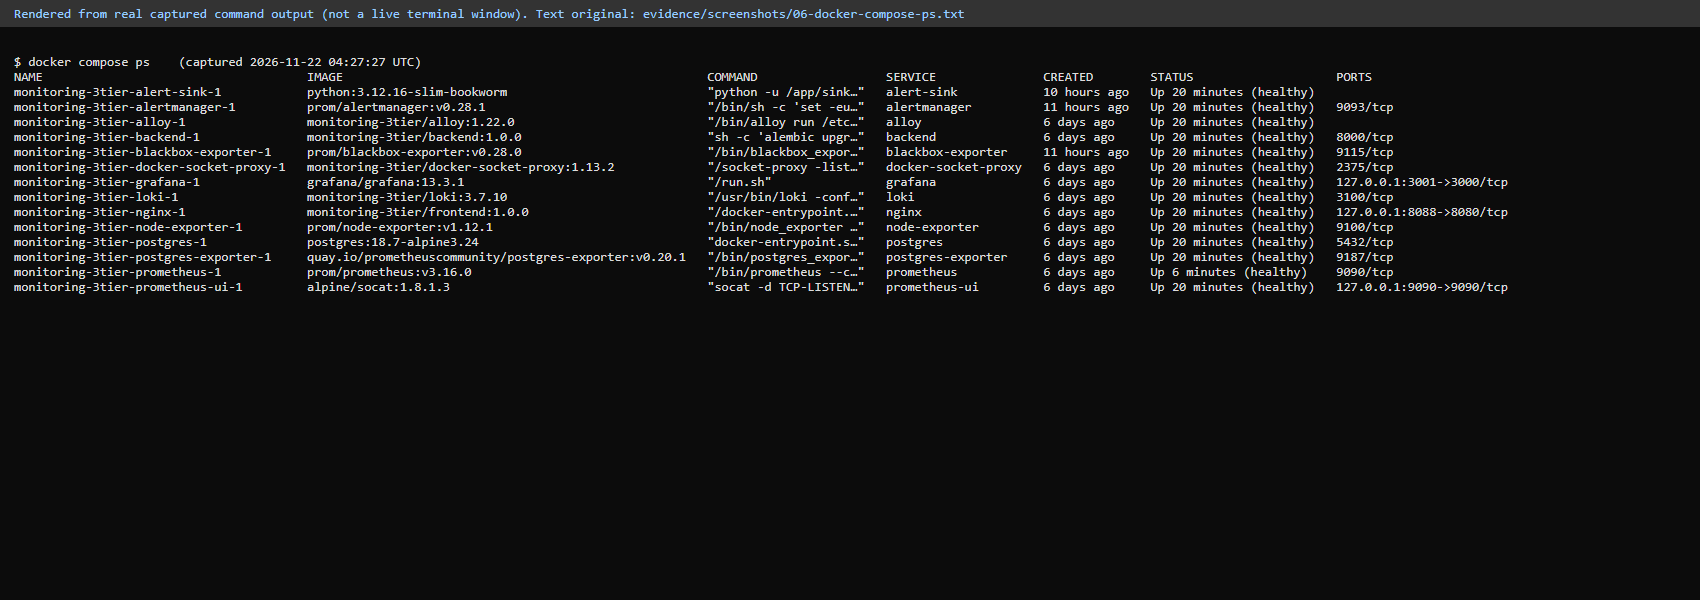 Rendered from real captured command output (not a live terminal window). Text original: evidence/screenshots/06-docker-compose-ps.txt
$ docker compose ps    (captured 2026-11-22 04:27:27 UTC)
NAME                                  IMAGE                                                   COMMAND                  SERVICE               CREATED        STATUS                    PORTS
monitoring-3tier-alert-sink-1            python:3.12.16-slim-bookworm                            "python -u /app/sink…"   alert-sink            10 hours ago   Up 20 minutes (healthy)
monitoring-3tier-alertmanager-1          prom/alertmanager:v0.28.1                               "/bin/sh -c 'set -eu…"   alertmanager          11 hours ago   Up 20 minutes (healthy)   9093/tcp
monitoring-3tier-alloy-1                 monitoring-3tier/alloy:1.22.0                           "/bin/alloy run /etc…"   alloy                 6 days ago     Up 20 minutes (healthy)
monitoring-3tier-backend-1               monitoring-3tier/backend:1.0.0                          "sh -c 'alembic upgr…"   backend               6 days ago     Up 20 minutes (healthy)   8000/tcp
monitoring-3tier-blackbox-exporter-1     prom/blackbox-exporter:v0.28.0                          "/bin/blackbox_expor…"   blackbox-exporter     11 hours ago   Up 20 minutes (healthy)   9115/tcp
monitoring-3tier-docker-socket-proxy-1   monitoring-3tier/docker-socket-proxy:1.13.2             "/socket-proxy -list…"   docker-socket-proxy   6 days ago     Up 20 minutes (healthy)   2375/tcp
monitoring-3tier-grafana-1               grafana/grafana:13.3.1                                  "/run.sh"                grafana               6 days ago     Up 20 minutes (healthy)   127.0.0.1:3001->3000/tcp
monitoring-3tier-loki-1                  monitoring-3tier/loki:3.7.10                            "/usr/bin/loki -conf…"   loki                  6 days ago     Up 20 minutes (healthy)   3100/tcp
monitoring-3tier-nginx-1                 monitoring-3tier/frontend:1.0.0                         "/docker-entrypoint.…"   nginx                 6 days ago     Up 20 minutes (healthy)   127.0.0.1:8088->8080/tcp
monitoring-3tier-node-exporter-1         prom/node-exporter:v1.12.1                              "/bin/node_exporter …"   node-exporter         6 days ago     Up 20 minutes (healthy)   9100/tcp
monitoring-3tier-postgres-1              postgres:18.7-alpine3.24                                "docker-entrypoint.s…"   postgres              6 days ago     Up 20 minutes (healthy)   5432/tcp
monitoring-3tier-postgres-exporter-1     quay.io/prometheuscommunity/postgres-exporter:v0.20.1   "/bin/postgres_expor…"   postgres-exporter     6 days ago     Up 20 minutes (healthy)   9187/tcp
monitoring-3tier-prometheus-1            prom/prometheus:v3.16.0                                 "/bin/prometheus --c…"   prometheus            6 days ago     Up 6 minutes (healthy)    9090/tcp
monitoring-3tier-prometheus-ui-1         alpine/socat:1.8.1.3                                    "socat -d TCP-LISTEN…"   prometheus-ui         6 days ago     Up 20 minutes (healthy)   127.0.0.1:9090->9090/tcp